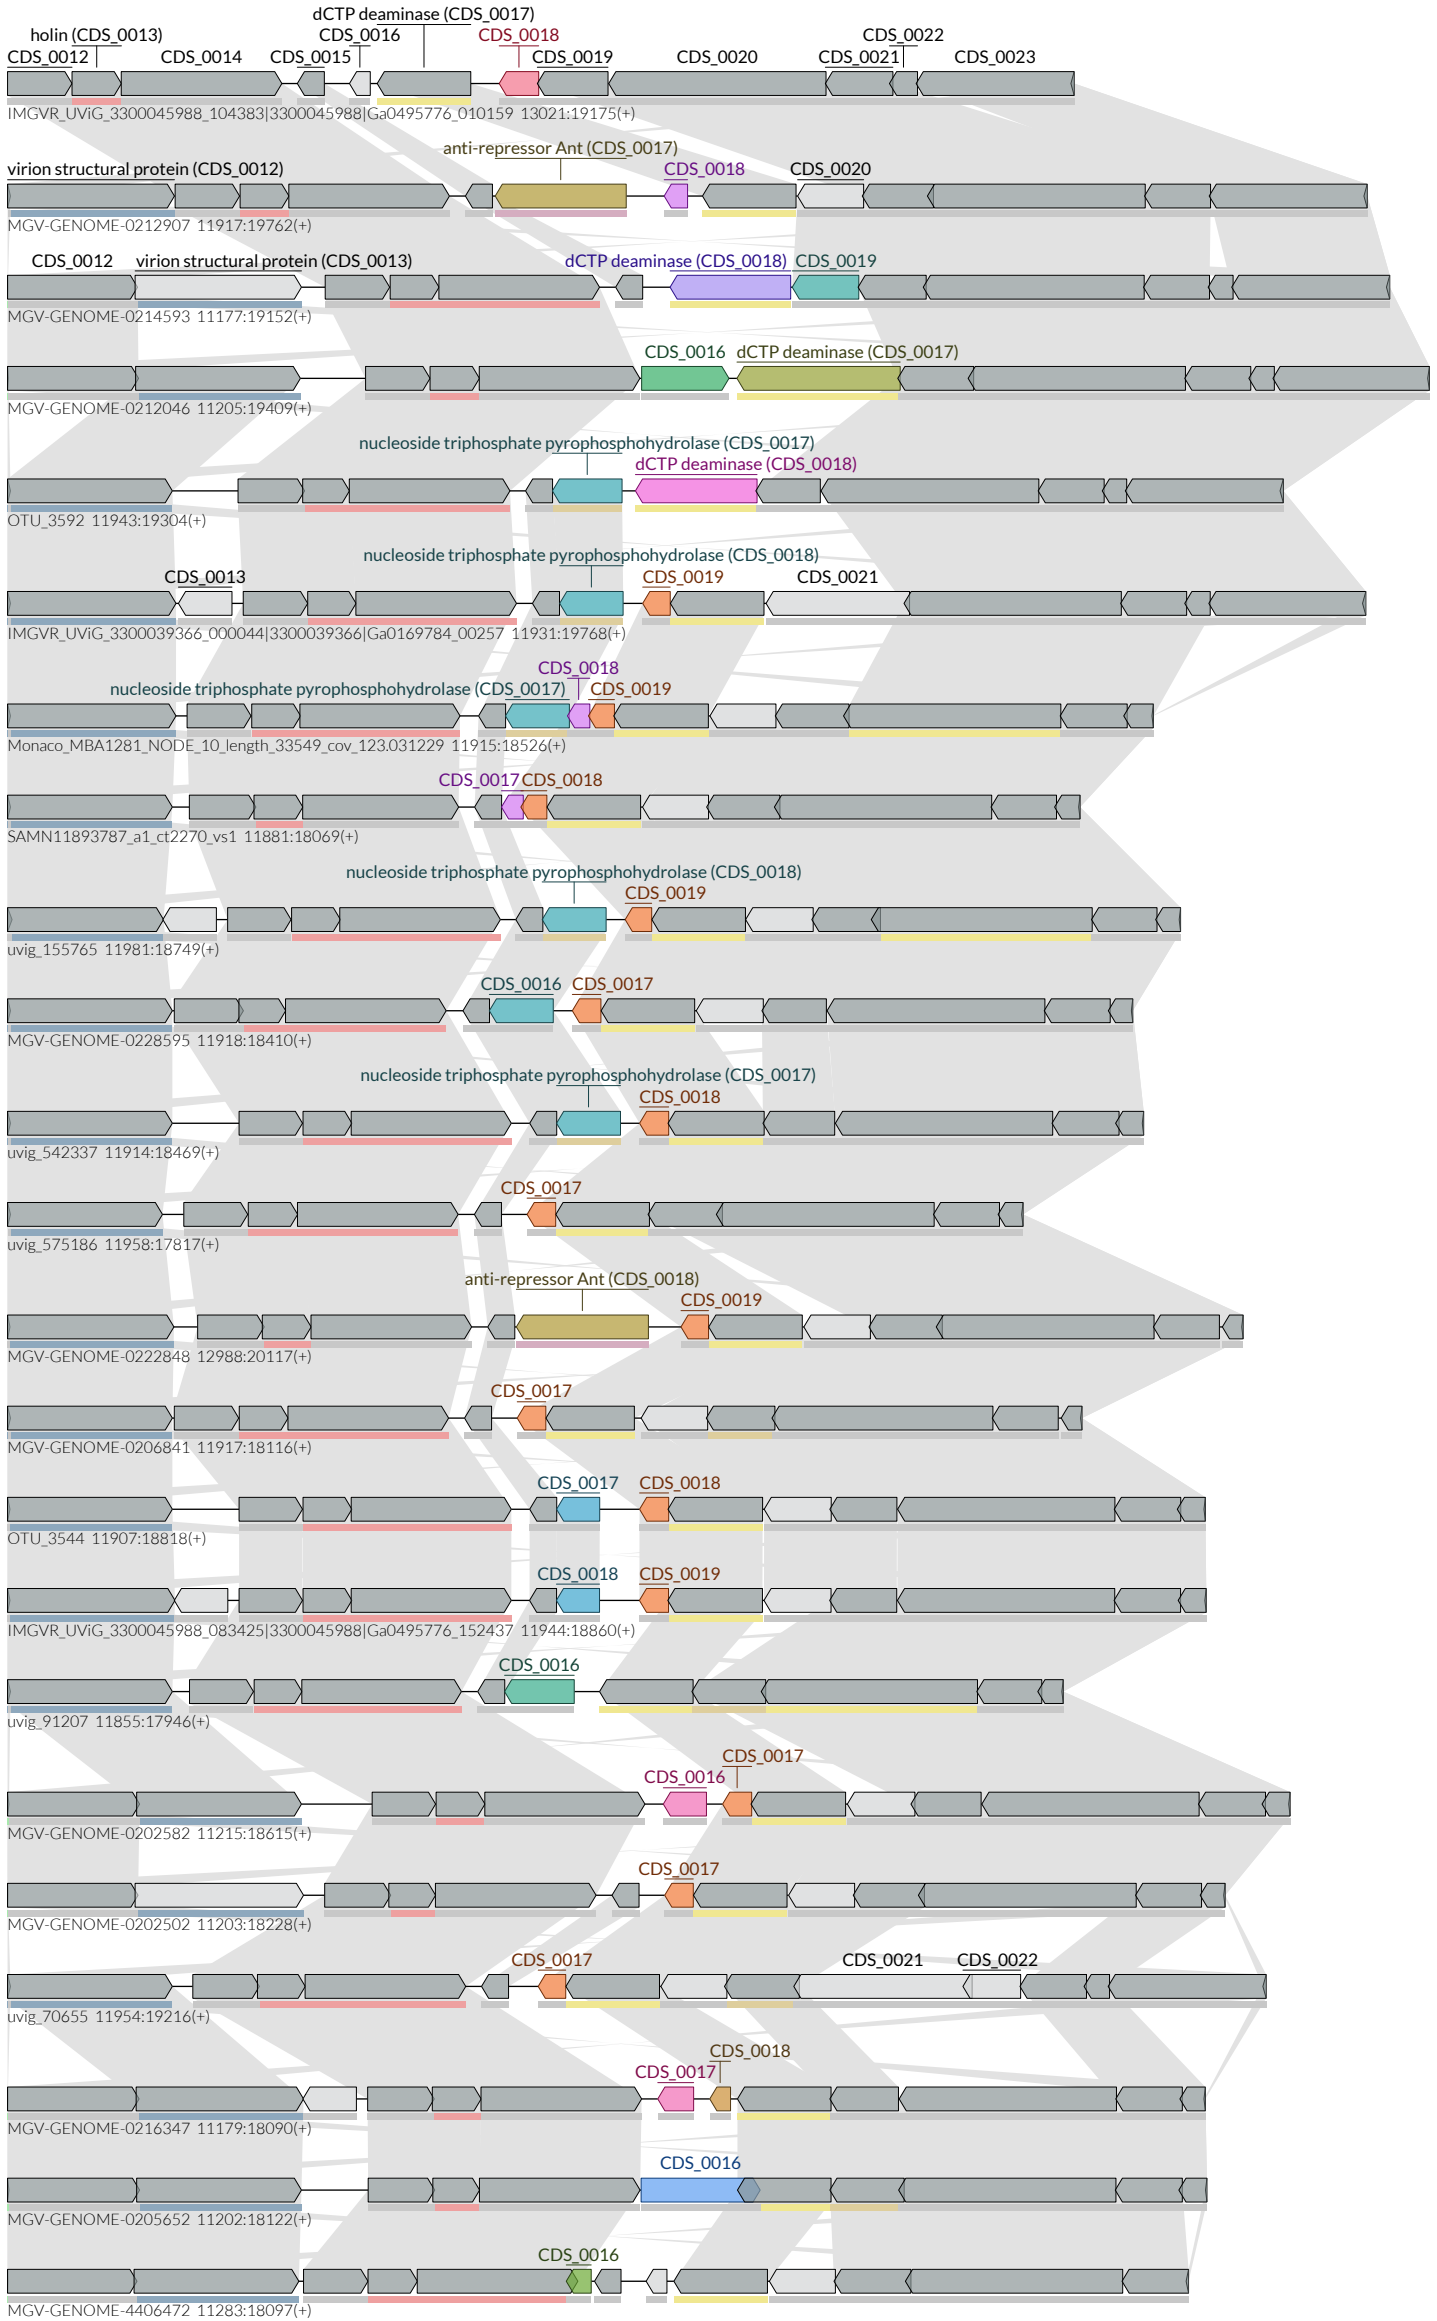 dCTP deaminase (CDS_0017)
holin (CDS_0013) CDS_0016 CDS_0018 CDS_0022
CDS_0012 CDS_0014 CDS_0015 CDS_0019 CDS_0020 CDS_0021 CDS_0023
IMGVR_UViG_3300045988_104383|3300045988|Ga0495776_010159 13021:19175(+)
anti-repressor Ant (CDS_0017)
virion structural protein (CDS_0012) CDS_0018 CDS_0020
MGV-GENOME-0212907 11917:19762(+)
CDS_0012 virion structural protein (CDS_0013) dCTP deaminase (CDS_0018) CDS_0019
MGV-GENOME-0214593 11177:19152(+)
CDS_0016 dCTP deaminase (CDS_0017)
MGV-GENOME-0212046 11205:19409(+)
nucleoside triphosphate pyrophosphohydrolase (CDS_0017)
dCTP deaminase (CDS_0018)
OTU_3592 11943:19304(+)
nucleoside triphosphate pyrophosphohydrolase (CDS_0018)
CDS_0013 CDS_0019 CDS_0021
IMGVR_UViG_3300039366_000044|3300039366|Ga0169784_00257 11931:19768(+)
CDS_0018
nucleoside triphosphate pyrophosphohydrolase (CDS_0017) CDS_0019
Monaco_MBA1281_NODE_10_length_33549_cov_123.031229 11915:18526(+)
CDS_0017 CDS_0018
SAMN11893787_a1_ct2270_vs1 11881:18069(+)
nucleoside triphosphate pyrophosphohydrolase (CDS_0018)
CDS_0019
uvig_155765 11981:18749(+)
CDS_0016 CDS_0017
MGV-GENOME-0228595 11918:18410(+)
nucleoside triphosphate pyrophosphohydrolase (CDS_0017)
CDS_0018
uvig_542337 11914:18469(+)
CDS_0017
uvig_575186 11958:17817(+)
anti-repressor Ant (CDS_0018)
CDS_0019
MGV-GENOME-0222848 12988:20117(+)
CDS_0017
MGV-GENOME-0206841 11917:18116(+)
CDS_0017 CDS_0018
OTU_3544 11907:18818(+)
CDS_0018 CDS_0019
IMGVR_UViG_3300045988_083425|3300045988|Ga0495776_152437 11944:18860(+)
CDS_0016
uvig_91207 11855:17946(+)
CDS_0017
CDS_0016
MGV-GENOME-0202582 11215:18615(+)
CDS_0017
MGV-GENOME-0202502 11203:18228(+)
CDS_0017 CDS_0021 CDS_0022
uvig_70655 11954:19216(+)
CDS_0018
CDS_0017
MGV-GENOME-0216347 11179:18090(+)
CDS_0016
MGV-GENOME-0205652 11202:18122(+)
CDS_0016
MGV-GENOME-4406472 11283:18097(+)